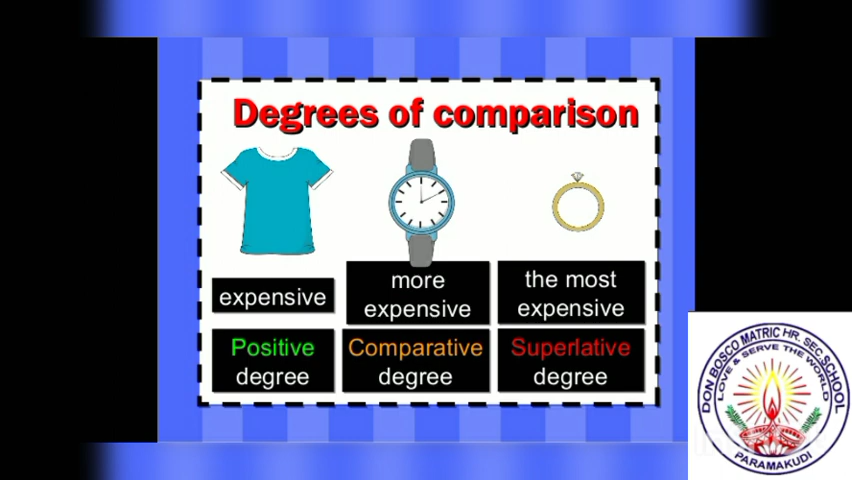 Degrees of comparison
expensive
more
expensive
the most
expensive
Positive
degree
Comparative
degree
Superlative
degree
DON BOSCO MATRIC HR. SEC. SCHOOL
LOVE & SERVE THE WORLD
PARAMAKUDI